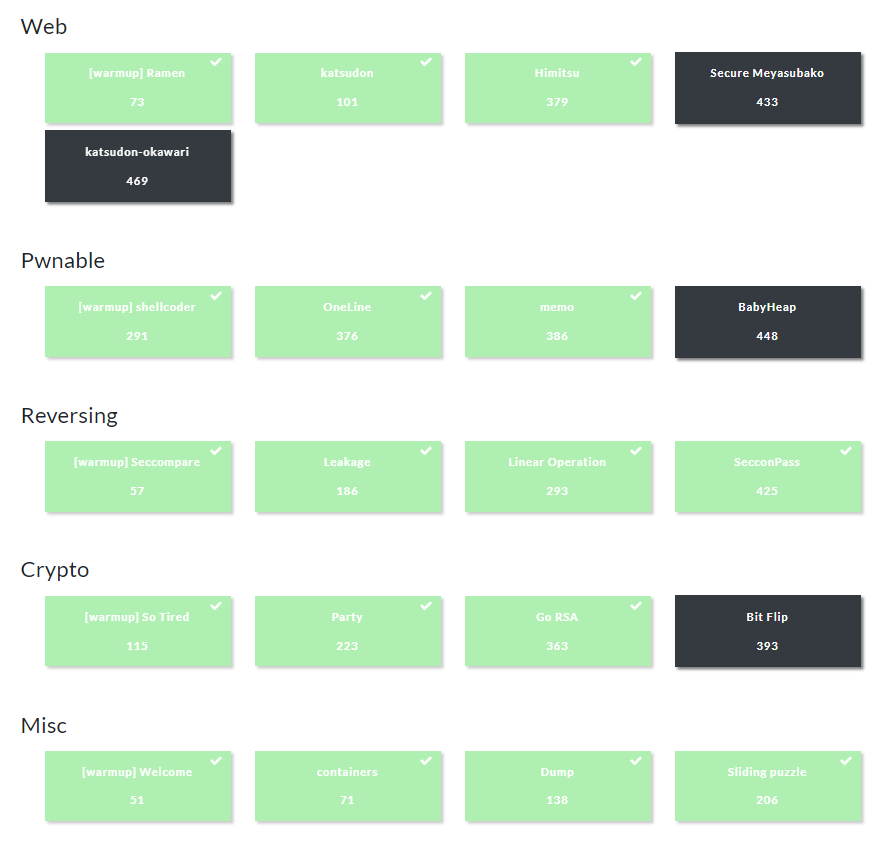 Web
[warmup] Ramen
73
katsudon
101
Himitsu
379
Secure Meyasubako
433
katsudon-okawari
469
Pwnable
[warmup] shellcoder
291
OneLine
376
memo
386
BabyHeap
448
Reversing
[warmup] Seccompare
57
Leakage
186
Linear Operation
293
SecconPass
425
Crypto
[warmup] So Tired
115
Party
223
Go RSA
363
Bit Flip
393
Misc
[warmup] Welcome
51
containers
71
Dump
138
Sliding puzzle
206